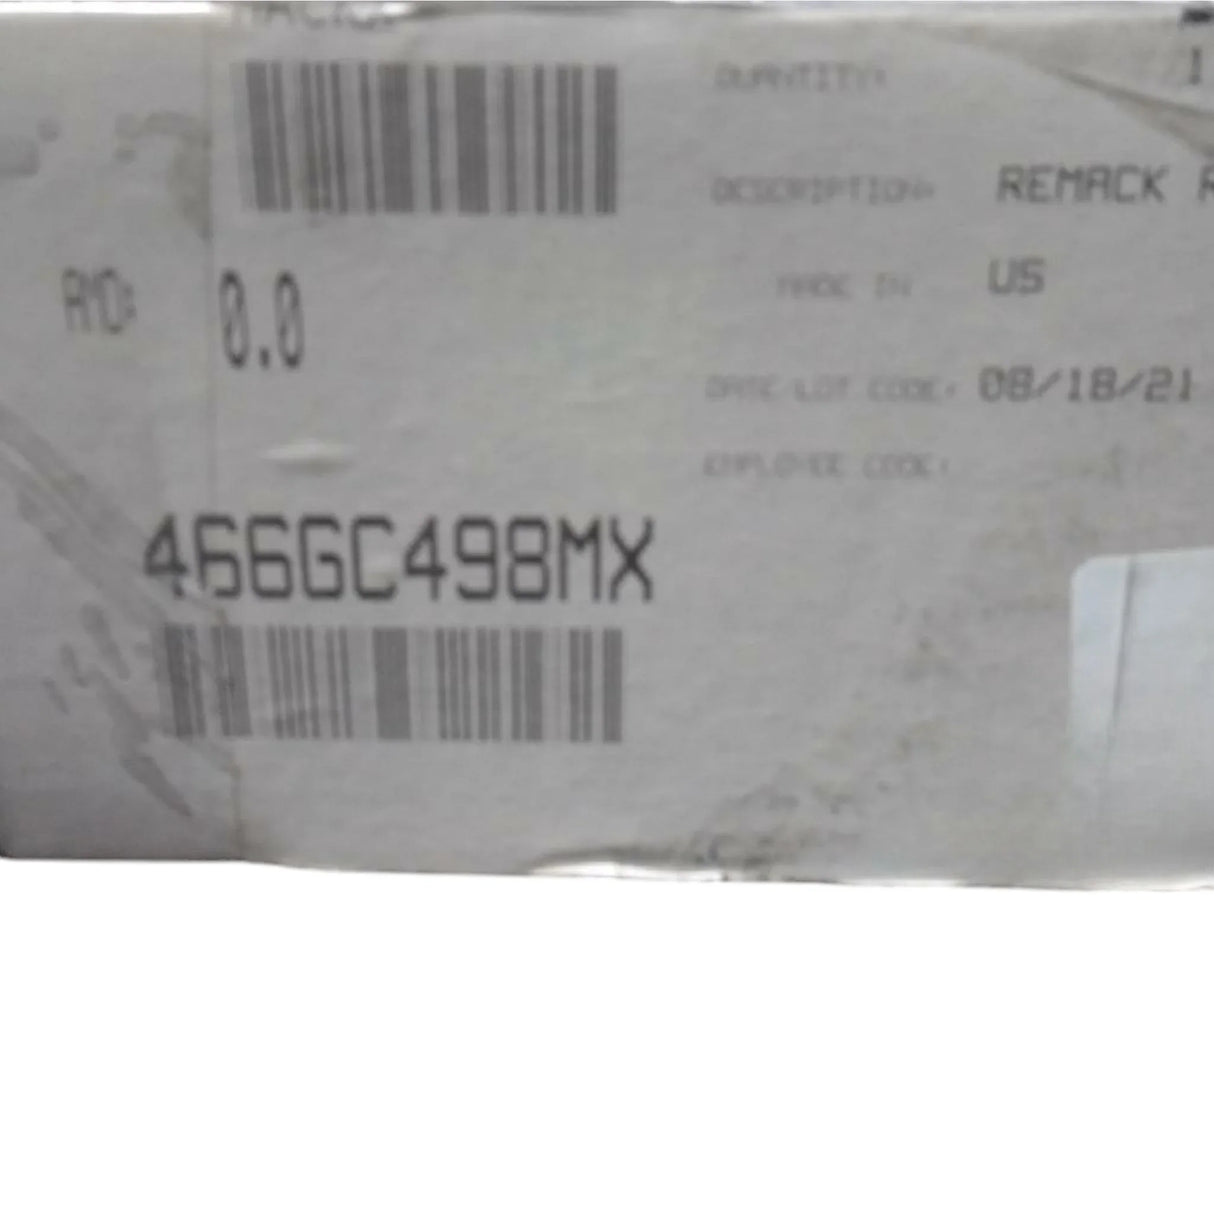 QUANTITY: 1
DESCRIPTION: REMACK
MADE IN US
R/D: 0.0
DATE/LOT CODE: 08/18/21
EMPLOYEE CODE:
466GC498MX